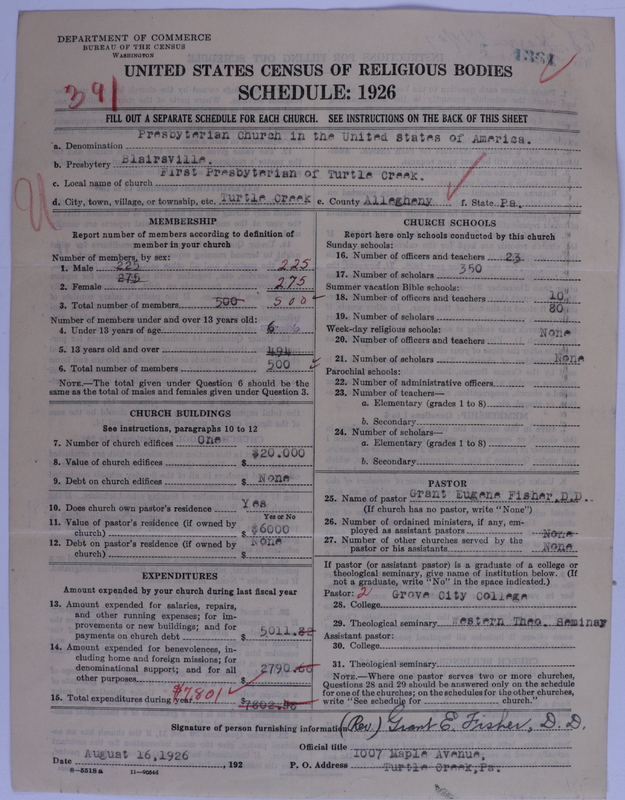 DEPARTMENT OF COMMERCE
BUREAU OF THE CENSUS
WASHINGTON
1381
UNITED STATES CENSUS OF RELIGIOUS BODIES
SCHEDULE: 1926
391
FILL OUT A SEPARATE SCHEDULE FOR EACH CHURCH. SEE INSTRUCTIONS ON THE BACK OF THIS SHEET
a. Denomination Presbyterian Church in the United States of America.
b. Presbytery Blairsville.
c. Local name of church First Presbyterian of Turtle Creek.
d. City, town, village, or township, etc. Turtle Creek e. County Allegheny f. State Pa.
MEMBERSHIP
Report number of members according to definition of
member in your church
Number of members, by sex:
1. Male 225 225
2. Female 275 275
3. Total number of members 500 500
Number of members under and over 13 years old:
4. Under 13 years of age 6 6
5. 13 years old and over 494
6. Total number of members 500
NOTE.—The total given under Question 6 should be the
same as the total of males and females given under Question 3.
CHURCH BUILDINGS
See instructions, paragraphs 10 to 12
7. Number of church edifices One
8. Value of church edifices $ $20.000
9. Debt on church edifices $ None
10. Does church own pastor's residence Yes
Yes or No
11. Value of pastor's residence (if owned by
church) $ $6000
12. Debt on pastor's residence (if owned by
church) $ None
EXPENDITURES
Amount expended by your church during last fiscal year
13. Amount expended for salaries, repairs,
and other running expenses; for im-
provements or new buildings; and for
payments on church debt $ 5011.82
14. Amount expended for benevolences, in-
cluding home and foreign missions; for
denominational support; and for all
other purposes $ 2790.60
$7801
15. Total expenditures during year $ 7802.50
CHURCH SCHOOLS
Report here only schools conducted by this church
Sunday schools:
16. Number of officers and teachers 23
17. Number of scholars 350
Summer vacation Bible schools:
18. Number of officers and teachers 10
19. Number of scholars 80
Week-day religious schools:
20. Number of officers and teachers None
21. Number of scholars None
Parochial schools:
22. Number of administrative officers
23. Number of teachers—
a. Elementary (grades 1 to 8)
b. Secondary
24. Number of scholars—
a. Elementary (grades 1 to 8)
b. Secondary
PASTOR
25. Name of pastor Grant Eugene Fisher, D.D.
(If church has no pastor, write "None")
26. Number of ordained ministers, if any, em-
ployed as assistant pastors None
27. Number of other churches served by the
pastor or his assistants None
If pastor (or assistant pastor) is a graduate of a college or
theological seminary, give name of institution below. (If
not a graduate, write "No" in the space indicated.)
Pastor: 2
28. College Grove City College
29. Theological seminary Western Theo. Seminay
Assistant pastor:
30. College
31. Theological seminary
NOTE.—Where one pastor serves two or more churches,
Questions 28 and 29 should be answered only on the schedule
for one of the churches; on the schedules for the other churches,
write "See schedule for church."
Signature of person furnishing information (Rev.) Grant E. Fisher, D. D.
Official title
Date August 16,1926 , 192 P. O. Address 1007 Maple Avenue,
Turtle Creek, Pa.
8—5518 a 11—90546